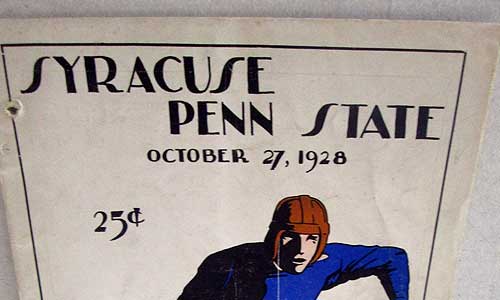 SYRACUSE
PENN STATE
OCTOBER 27, 1928
25¢